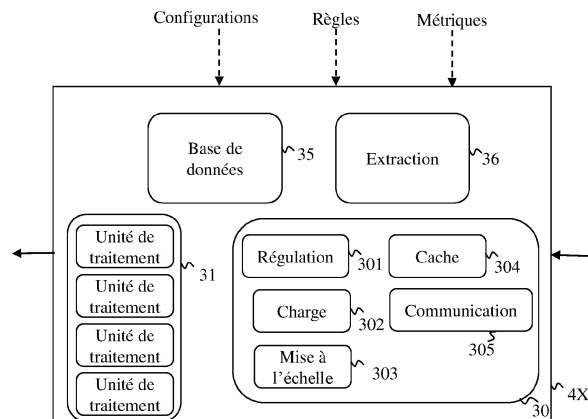 Configurations Règles Métriques
Base de
données
35
Extraction
36
Unité de
traitement
Unité de
traitement
Unité de
traitement
Unité de
traitement
31
Régulation
301
Cache
304
Charge
302
Communication
305
Mise à
l'échelle
303
30
4X